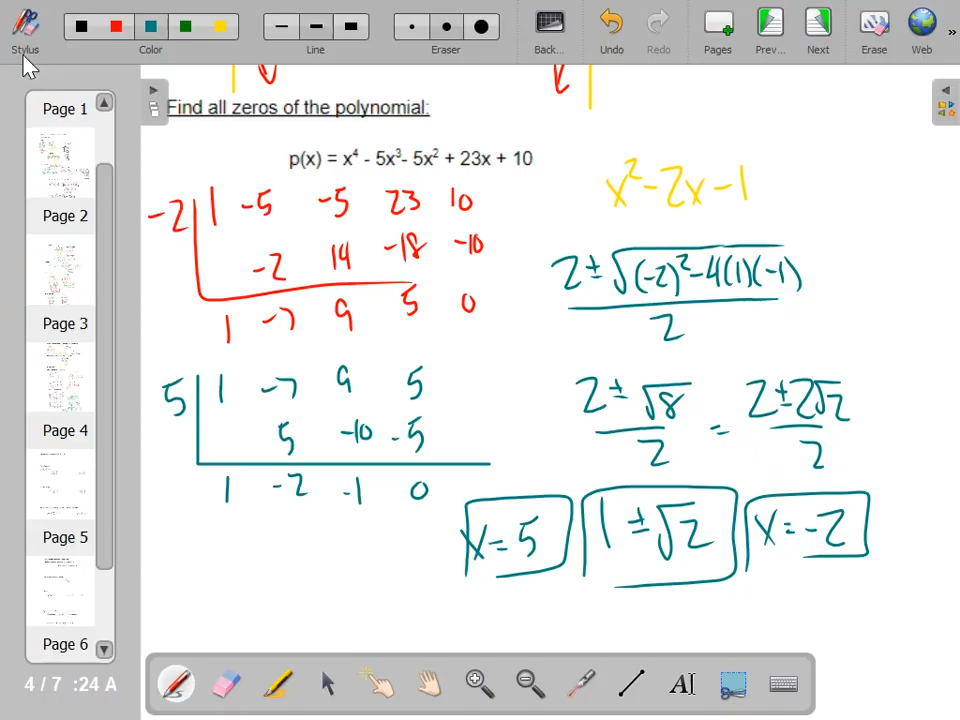 Stylus
Color
Line
Eraser
Back...
Undo
Redo
Pages
Prev...
Next
Erase
Web
»
Page 1
Page 2
Page 3
Page 4
Page 5
Page 6
4 / 7 :24 A
Find all zeros of the polynomial:
p(x) = x⁴ - 5x³- 5x² + 23x + 10
-2 | 1 -5 -5 23 10
-2 14 -18 -10
1 -7 9 5 0
5 | 1 -7 9 5
5 -10 -5
1 -2 -1 0
x² - 2x - 1
2 ± √(-2)² - 4(1)(-1)
2
2 ± √8 / 2 = 2 ± 2√2 / 2
x = 5
1 ± √2
x = -2
A